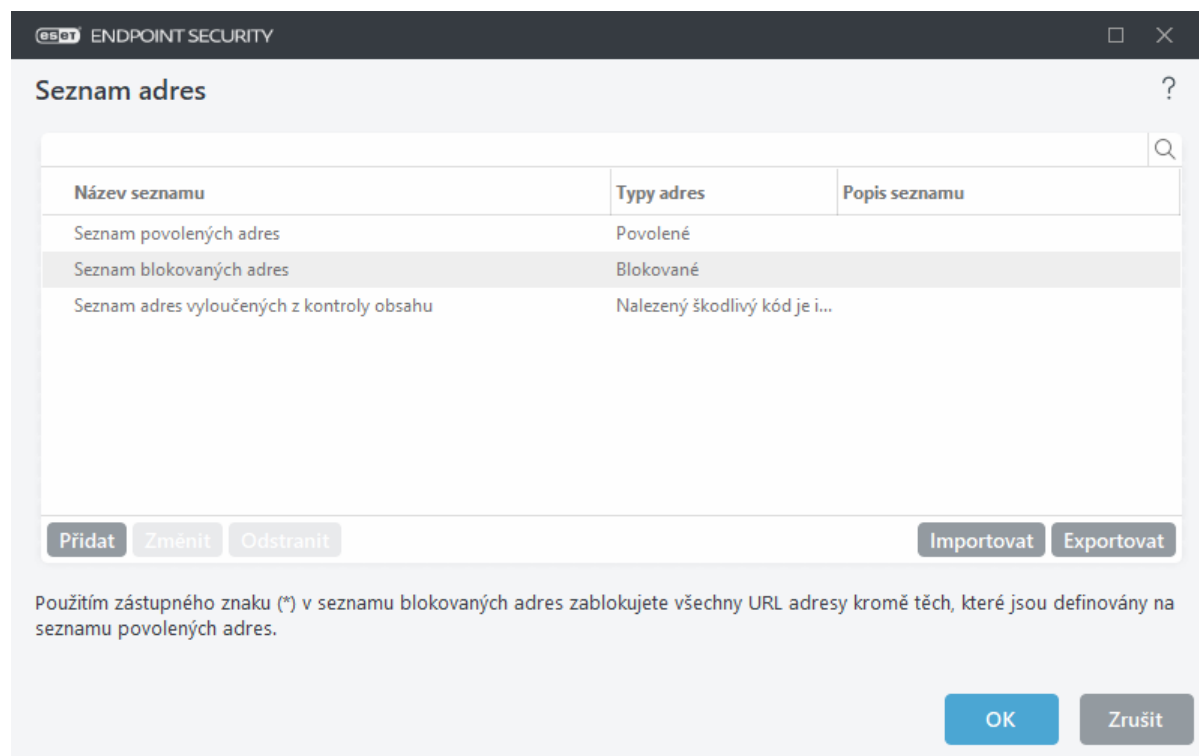 eset ENDPOINT SECURITY
Seznam adres
?
Název seznamu Typy adres Popis seznamu
Seznam povolených adres Povolené
Seznam blokovaných adres Blokované
Seznam adres vyloučených z kontroly obsahu Nalezený škodlivý kód je i...
Přidat Změnit Odstranit Importovat Exportovat
Použitím zástupného znaku (*) v seznamu blokovaných adres zablokujete všechny URL adresy kromě těch, které jsou definovány na
seznamu povolených adres.
OK Zrušit